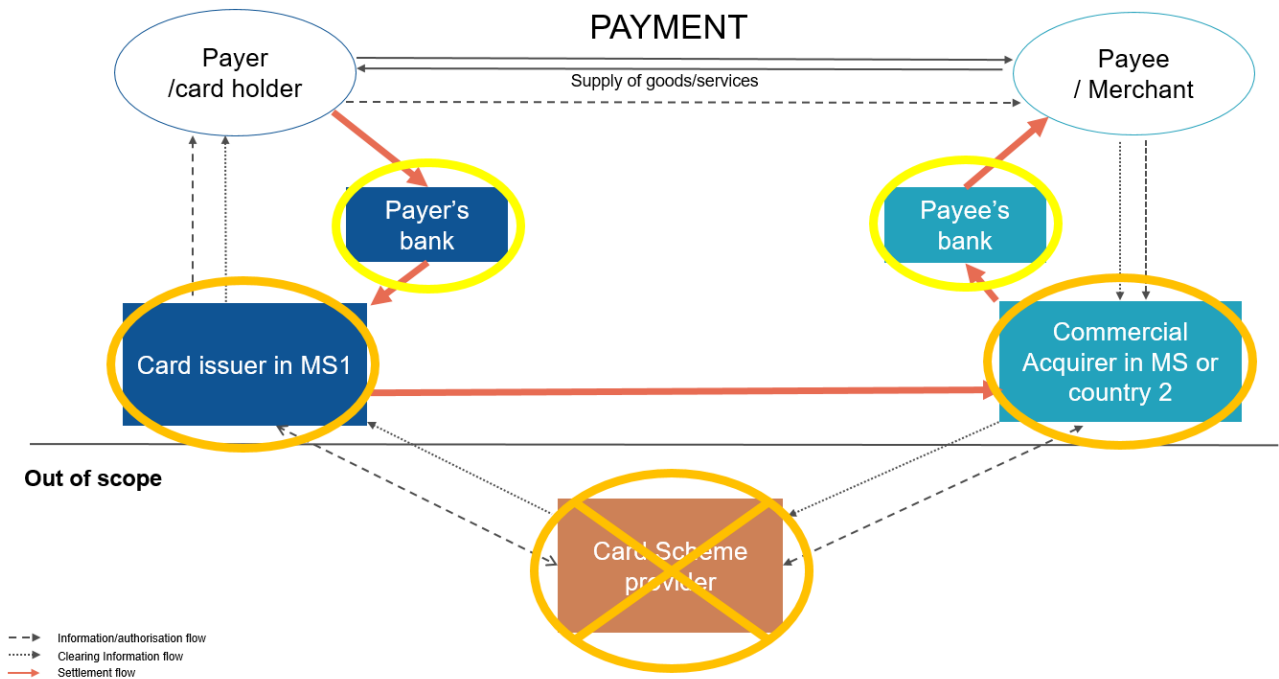 PAYMENT
Payer
/card holder
Payee
/ Merchant
Supply of goods/services
Payer’s
bank
Payee’s
bank
Card issuer in MS1
Commercial
Acquirer in MS or
country 2
Out of scope
Card Scheme
provider
Information/authorisation flow
Clearing Information flow
Settlement flow